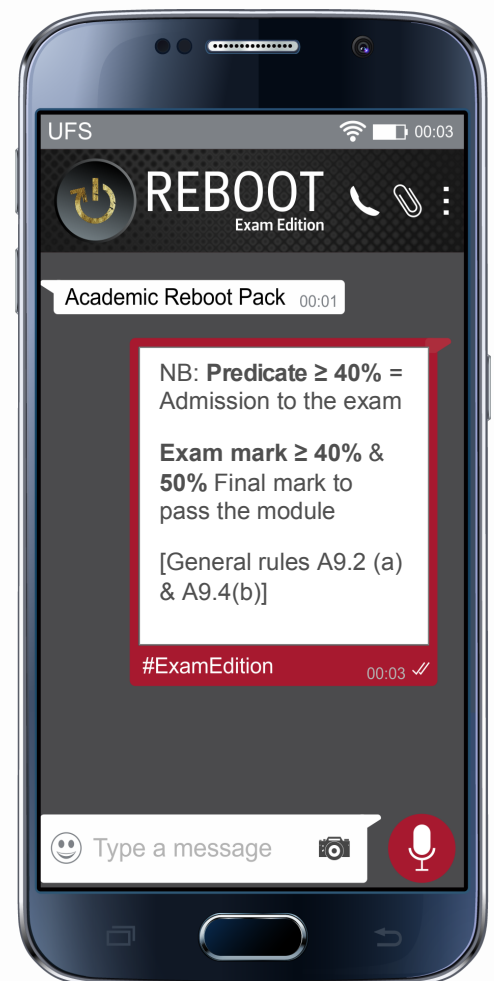 UFS 00:03
REBOOT
Exam Edition
Academic Reboot Pack 00:01
NB: Predicate ≥ 40% =
Admission to the exam
Exam mark ≥ 40% &
50% Final mark to
pass the module
[General rules A9.2 (a)
& A9.4(b)]
#ExamEdition 00:03
Type a message